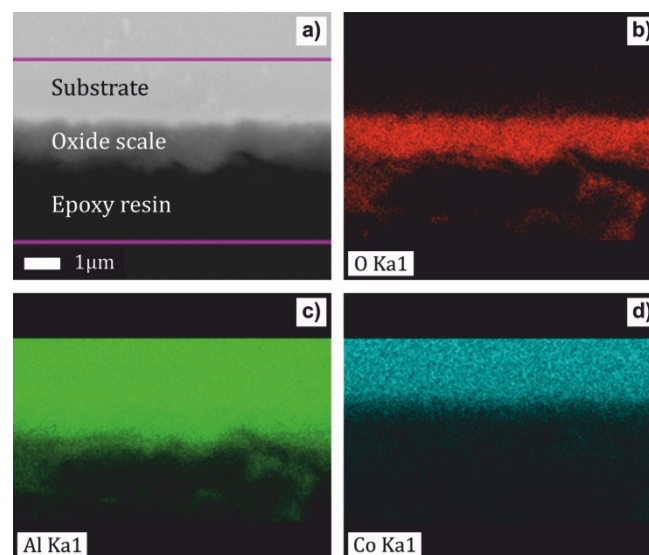 a)
Substrate
Oxide scale
Epoxy resin
1μm
b)
O Ka1
c)
Al Ka1
d)
Co Ka1